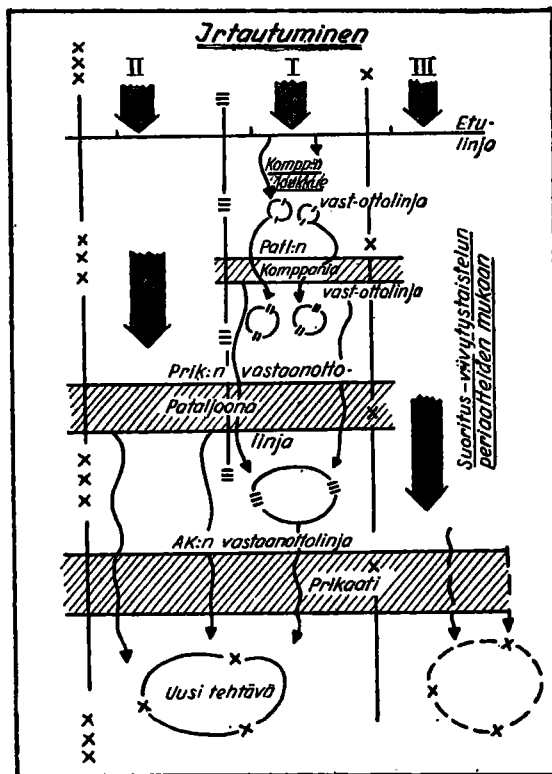 Irtautuminen
II
I
III
Etu-
linja
Komp:n
Joukkue
vast·ottolinja
Patl:n
Komppania
vast·ottolinja
Prik:n vastaanotto-
Pataljoona
linja
Suoritus-viivytystaistelun
periaatteiden mukaan
AK:n vastaanottolinja
Prikaati
Uusi tehtävä